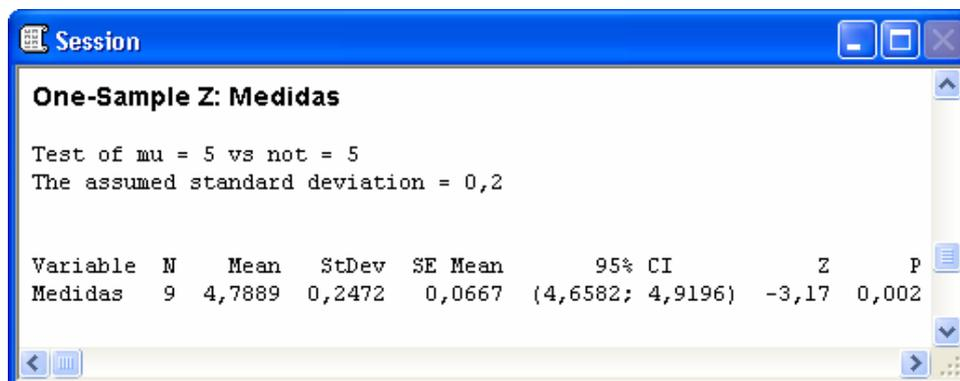 Session
One-Sample Z: Medidas
Test of mu = 5 vs not = 5
The assumed standard deviation = 0,2
Variable N Mean StDev SE Mean 95% CI Z P
Medidas 9 4,7889 0,2472 0,0667 (4,6582; 4,9196) -3,17 0,002